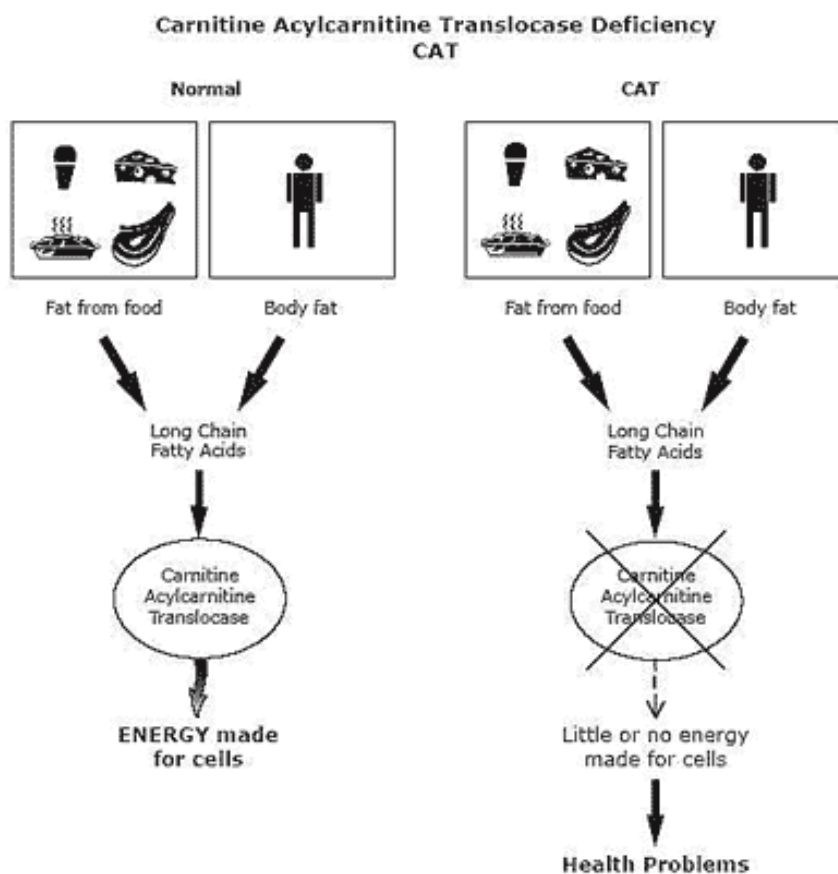 Carnitine Acylcarnitine Translocase Deficiency
CAT
Normal
Fat from food
Body fat
Long Chain
Fatty Acids
Carnitine
Acylcarnitine
Translocase
ENERGY made
for cells
CAT
Fat from food
Body fat
Long Chain
Fatty Acids
Carnitine
Acylcarnitine
Translocase
Little or no energy
made for cells
Health Problems